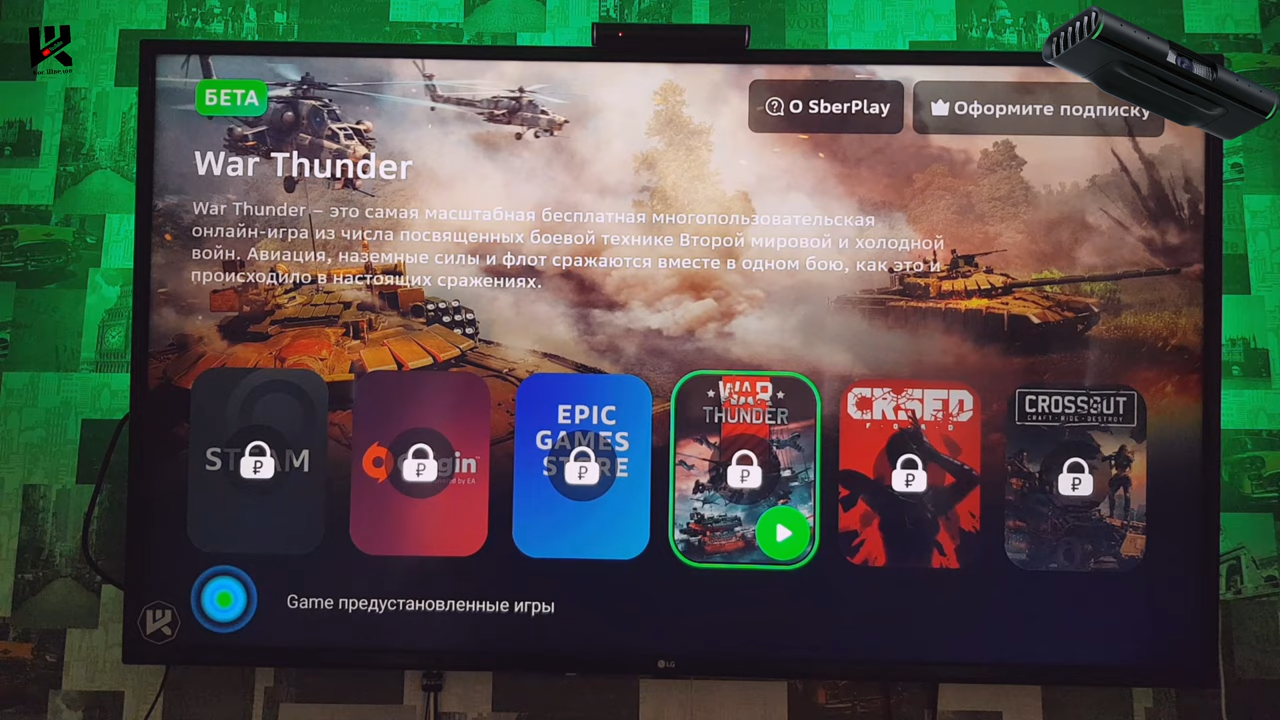 БЕТА
О SberPlay
Оформите подписку
War Thunder
War Thunder – это самая масштабная бесплатная многопользовательская
онлайн-игра из числа посвященных боевой технике Второй мировой и холодной
войн. Авиация, наземные силы и флот сражаются вместе в одном бою, как это и
происходило в настоящих сражениях.
EPIC
GAMES
STORE
WAR
THUNDER
CRSED
F.O.A.D
CROSSOUT
CRAFT · RIDE · DESTROY
Game предустановленные игры
LG